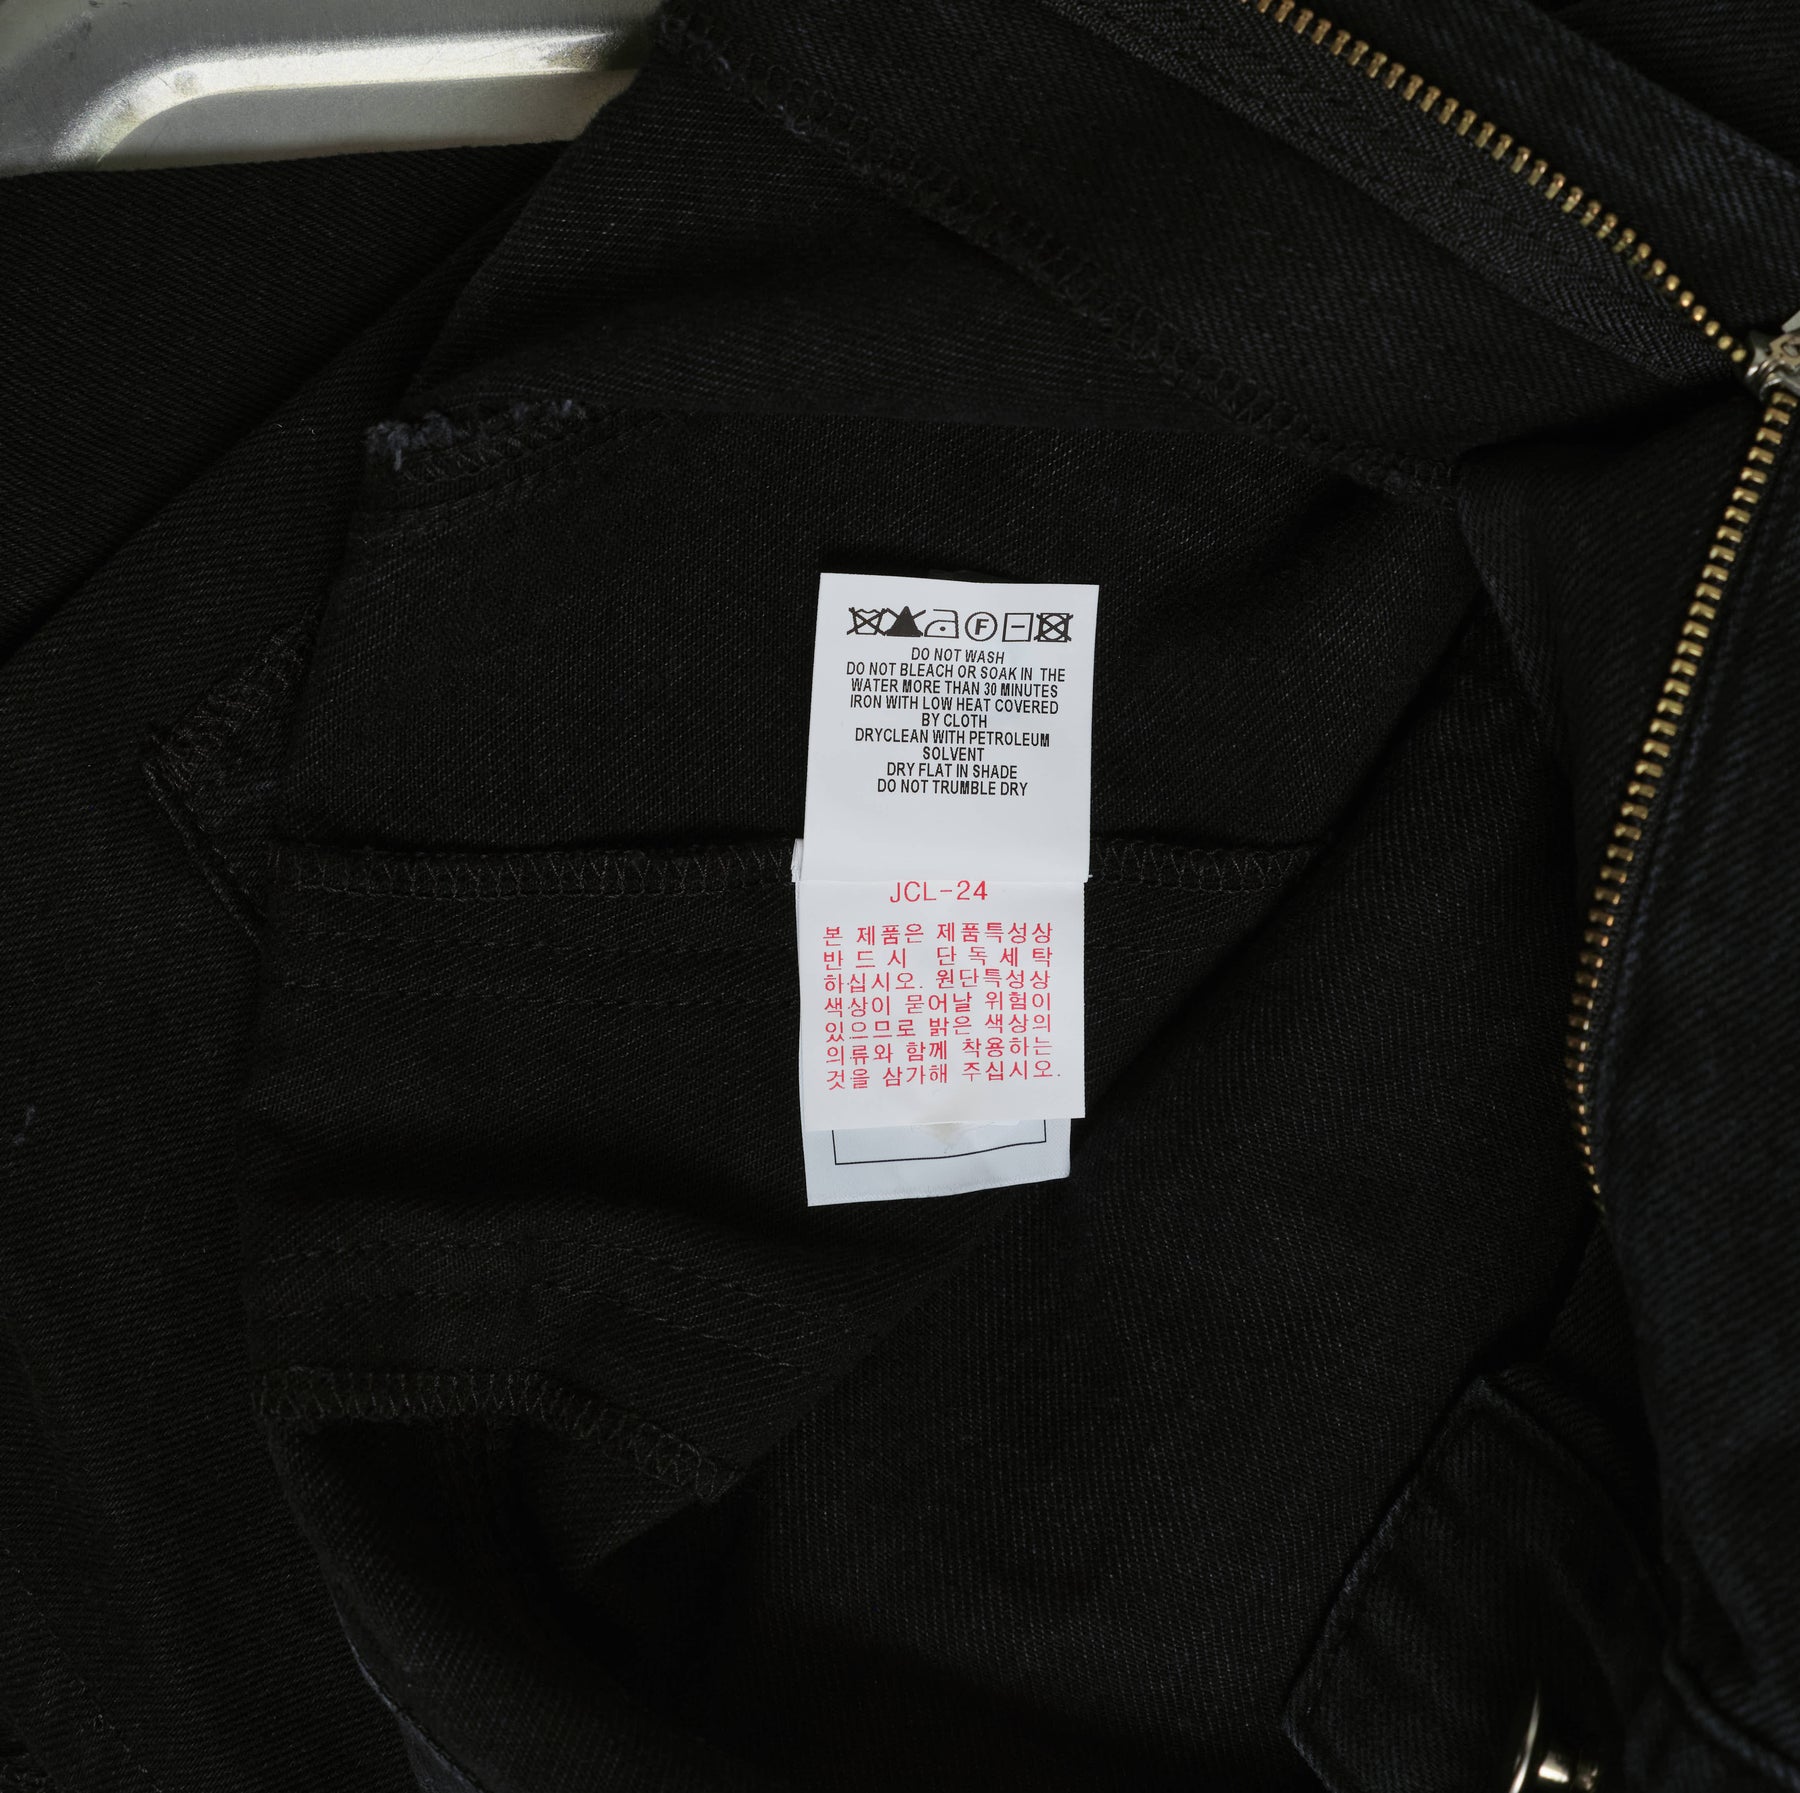 F
DO NOT WASH
DO NOT BLEACH OR SOAK IN THE
WATER MORE THAN 30 MINUTES
IRON WITH LOW HEAT COVERED
BY CLOTH
DRYCLEAN WITH PETROLEUM
SOLVENT
DRY FLAT IN SHADE
DO NOT TRUMBLE DRY
JCL-24
본 제품은 제품특성상
반 드 시 단 독 세 탁
하십시오. 원단특성상
색상이 묻어날 위험이
있으므로 밝은 색상의
의류와 함께 착용하는
것을 삼가해 주십시오.